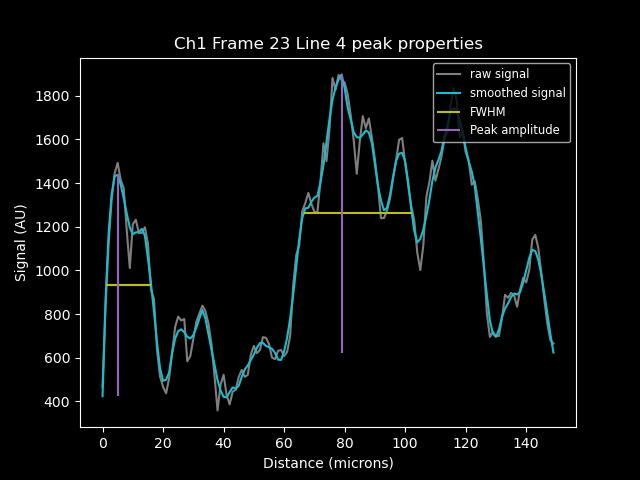 Ch1 Frame 23 Line 4 peak properties
raw signal
smoothed signal
FWHM
Peak amplitude
Signal (AU)
1800
1600
1400
1200
1000
800
600
400
0 20 40 60 80 100 120 140
Distance (microns)